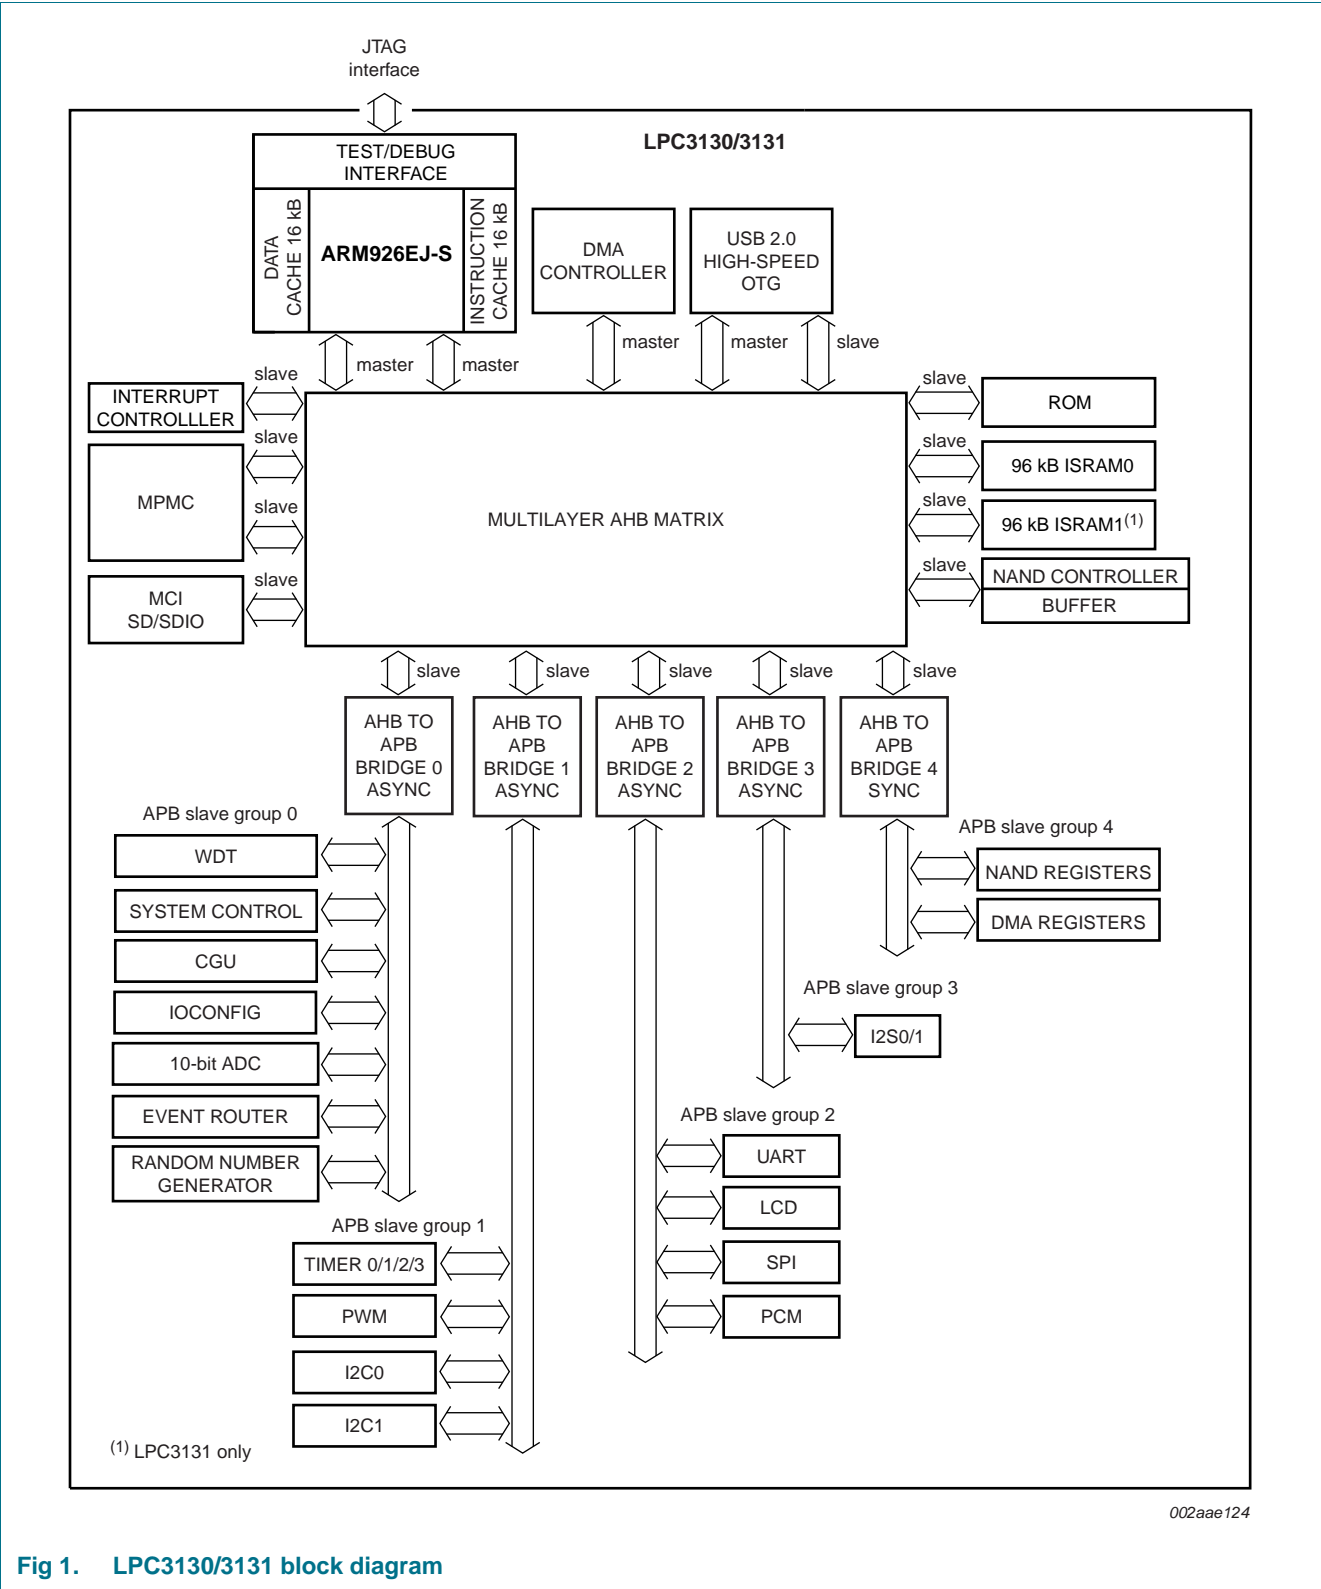 JTAG
interface
LPC3130/3131
TEST/DEBUG
INTERFACE
DATA
CACHE 16 kB
ARM926EJ-S
INSTRUCTION
CACHE 16 kB
DMA
CONTROLLER
USB 2.0
HIGH-SPEED
OTG
master
master
master
master
slave
slave
INTERRUPT
CONTROLLLER
slave
MPMC
slave
slave
MCI
SD/SDIO
MULTILAYER AHB MATRIX
slave
ROM
slave
96 kB ISRAM0
slave
96 kB ISRAM1(1)
slave
NAND CONTROLLER
BUFFER
slave
slave
slave
slave
slave
AHB TO
APB
BRIDGE 0
ASYNC
AHB TO
APB
BRIDGE 1
ASYNC
AHB TO
APB
BRIDGE 2
ASYNC
AHB TO
APB
BRIDGE 3
ASYNC
AHB TO
APB
BRIDGE 4
SYNC
APB slave group 0
WDT
SYSTEM CONTROL
CGU
IOCONFIG
10-bit ADC
EVENT ROUTER
RANDOM NUMBER
GENERATOR
APB slave group 4
NAND REGISTERS
DMA REGISTERS
APB slave group 3
I2S0/1
APB slave group 2
UART
LCD
SPI
PCM
APB slave group 1
TIMER 0/1/2/3
PWM
I2C0
I2C1
(1) LPC3131 only
002aae124
Fig 1. LPC3130/3131 block diagram